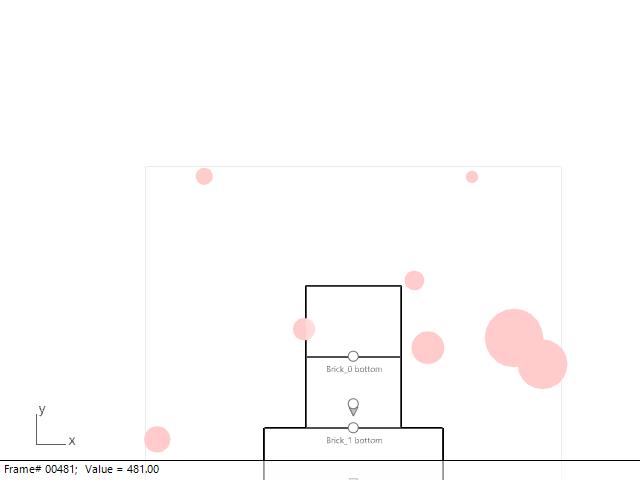 Brick_0 bottom
y
x
Brick_1 bottom
Frame# 00481;  Value = 481.00